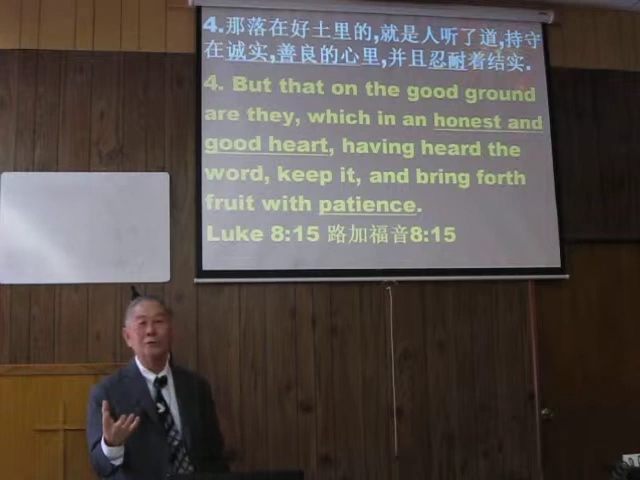 4.那落在好土里的,就是人听了道,持守
在诚实,善良的心里,并且忍耐着结实.
4. But that on the good ground
are they, which in an honest and
good heart, having heard the
word, keep it, and bring forth
fruit with patience.
Luke 8:15 路加福音8:15